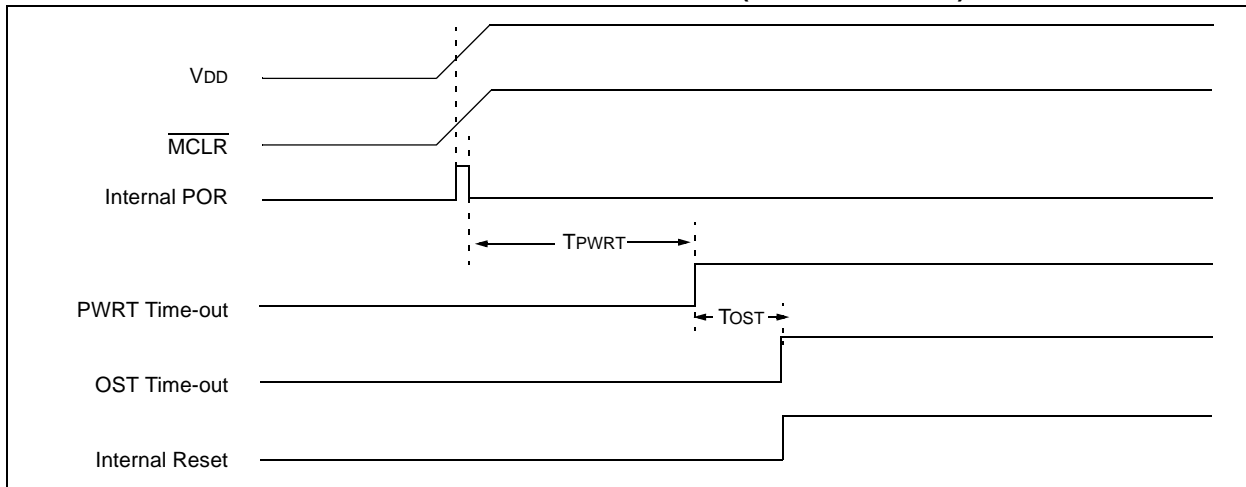 VDD
MCLR
Internal POR
TPWRT
PWRT Time-out
TOST
OST Time-out
Internal Reset